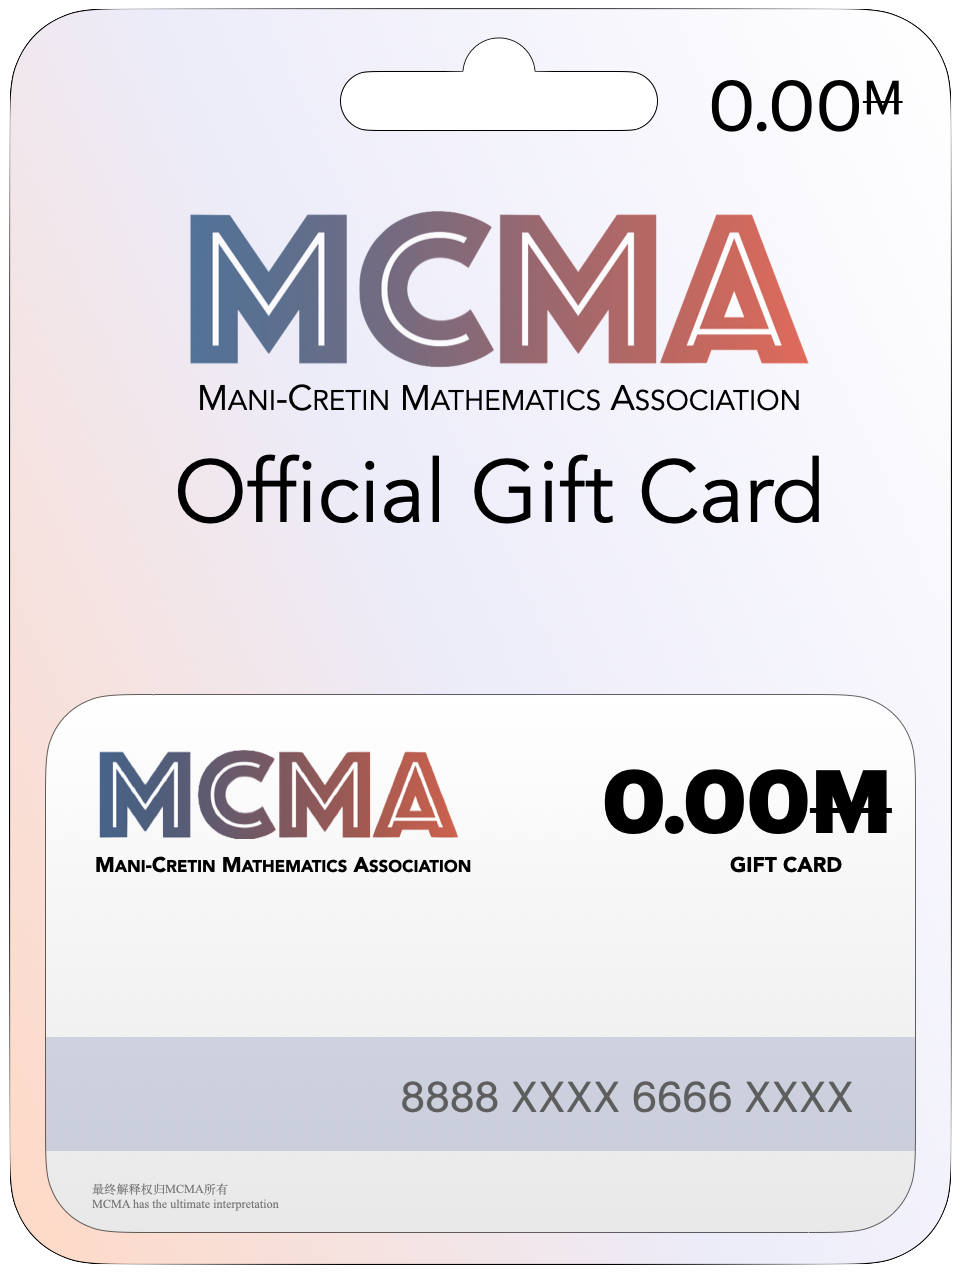 0.00M
MCMA
MANI-CRETIN MATHEMATICS ASSOCIATION
Official Gift Card
MCMA
0.00M
MANI-CRETIN MATHEMATICS ASSOCIATION
GIFT CARD
8888 XXXX 6666 XXXX
最终解释权归MCMA所有
MCMA has the ultimate interpretation